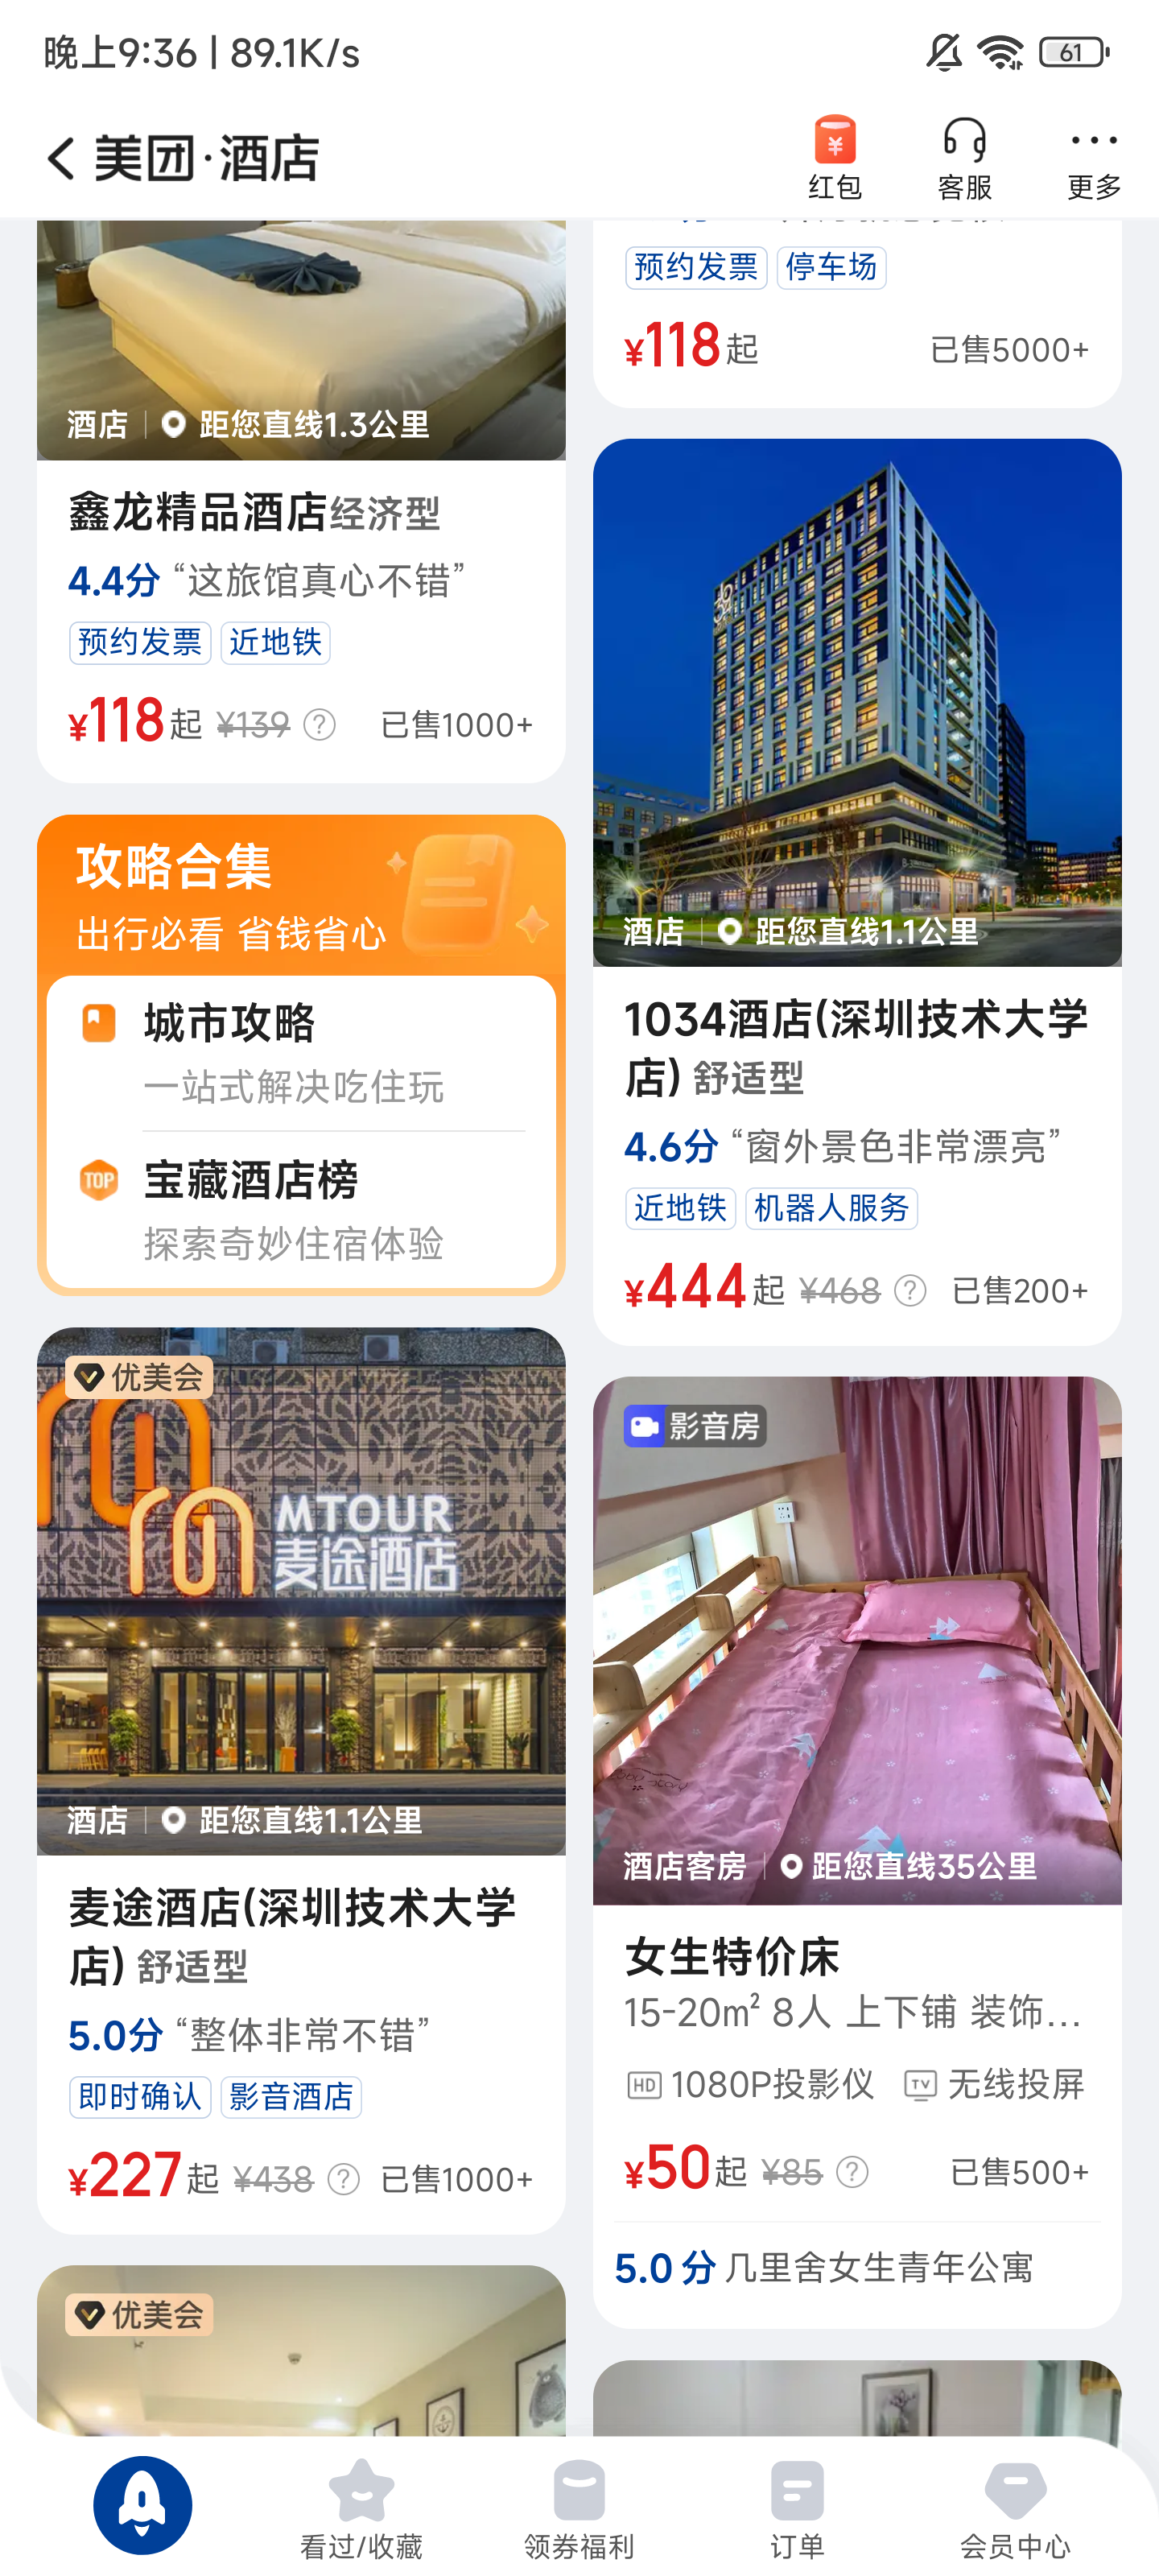 晚上9:36 | 89.1K/s
61
美团·酒店
¥
红包
客服
更多
酒店 距您直线1.3公里
鑫龙精品酒店经济型
4.4分 “这旅馆真心不错”
预约发票 近地铁
¥118起 ¥139 ? 已售1000+
攻略合集
出行必看 省钱省心
城市攻略
一站式解决吃住玩
TOP 宝藏酒店榜
探索奇妙住宿体验
优美会
MTOUR
麦途酒店
酒店 距您直线1.1公里
麦途酒店(深圳技术大学
店) 舒适型
5.0分 “整体非常不错”
即时确认 影音酒店
¥227起 ¥438 ? 已售1000+
优美会
预约发票 停车场
¥118起 已售5000+
酒店 距您直线1.1公里
1034酒店(深圳技术大学
店) 舒适型
4.6分 “窗外景色非常漂亮”
近地铁 机器人服务
¥444起 ¥468 ? 已售200+
影音房
酒店客房 距您直线35公里
女生特价床
15-20m² 8人 上下铺 装饰...
HD 1080P投影仪 TV 无线投屏
¥50起 ¥85 ? 已售500+
5.0 分 几里舍女生青年公寓
看过/收藏
领券福利
订单
会员中心